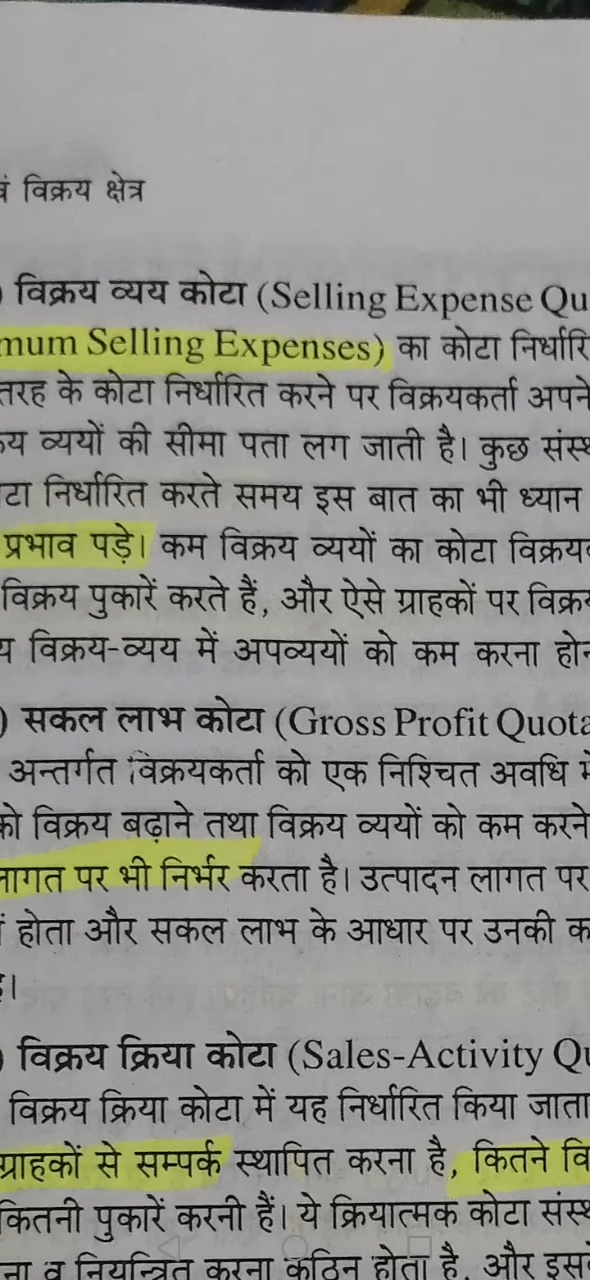 वं विक्रय क्षेत्र
) विक्रय व्यय कोटा (Selling Expense Qu
mum Selling Expenses) का कोटा निर्धारि
तरह के कोटा निर्धारित करने पर विक्रयकर्ता अपने
व्ययों की सीमा पता लग जाती है। कुछ संस्थ
टा निर्धारित करते समय इस बात का भी ध्यान
प्रभाव पड़े। कम विक्रय व्ययों का कोटा विक्रय
विक्रय पुकारें करते हैं, और ऐसे ग्राहकों पर विक्र
य विक्रय-व्यय में अपव्ययों को कम करना होन
) सकल लाभ कोटा (Gross Profit Quota
अन्तर्गत विक्रयकर्ता को एक निश्चित अवधि में
को विक्रय बढ़ाने तथा विक्रय व्ययों को कम करने
लागत पर भी निर्भर करता है। उत्पादन लागत पर
होता और सकल लाभ के आधार पर उनकी क
है।
) विक्रय क्रिया कोटा (Sales-Activity Qu
विक्रय क्रिया कोटा में यह निर्धारित किया जाता
ग्राहकों से सम्पर्क स्थापित करना है, कितने वि
कितनी पुकारें करनी हैं। ये क्रियात्मक कोटा संस्थ
ना व नियन्त्रित करना कठिन होता है, और इस